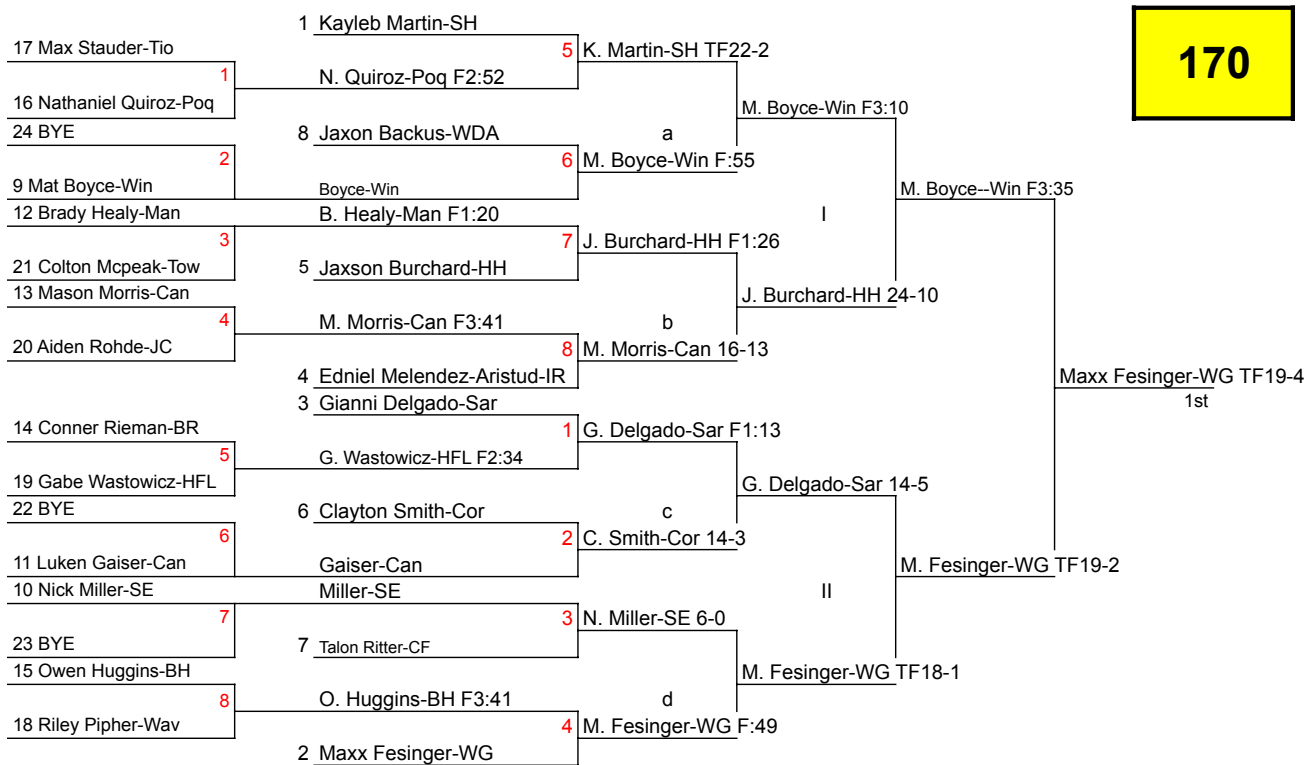 1 Kayleb Martin-SH
17 Max Stauder-Tio
5 K. Martin-SH TF22-2
170
1
N. Quiroz-Poq F2:52
16 Nathaniel Quiroz-Poq
M. Boyce-Win F3:10
24 BYE
8 Jaxon Backus-WDA
a
2
6 M. Boyce-Win F:55
9 Mat Boyce-Win
Boyce-Win
M. Boyce--Win F3:35
12 Brady Healy-Man
B. Healy-Man F1:20
I
3
7 J. Burchard-HH F1:26
21 Colton Mcpeak-Tow
5 Jaxson Burchard-HH
13 Mason Morris-Can
J. Burchard-HH 24-10
4
M. Morris-Can F3:41
b
20 Aiden Rohde-JC
8 M. Morris-Can 16-13
4 Edniel Melendez-Aristud-IR
Maxx Fesinger-WG TF19-4
1st
3 Gianni Delgado-Sar
14 Conner Rieman-BR
1 G. Delgado-Sar F1:13
5
G. Wastowicz-HFL F2:34
19 Gabe Wastowicz-HFL
G. Delgado-Sar 14-5
22 BYE
6 Clayton Smith-Cor
c
6
2 C. Smith-Cor 14-3
11 Luken Gaiser-Can
Gaiser-Can
M. Fesinger-WG TF19-2
10 Nick Miller-SE
Miller-SE
II
7
3 N. Miller-SE 6-0
23 BYE
7 Talon Ritter-CF
15 Owen Huggins-BH
M. Fesinger-WG TF18-1
8
O. Huggins-BH F3:41
d
18 Riley Pipher-Wav
4 M. Fesinger-WG F:49
2 Maxx Fesinger-WG